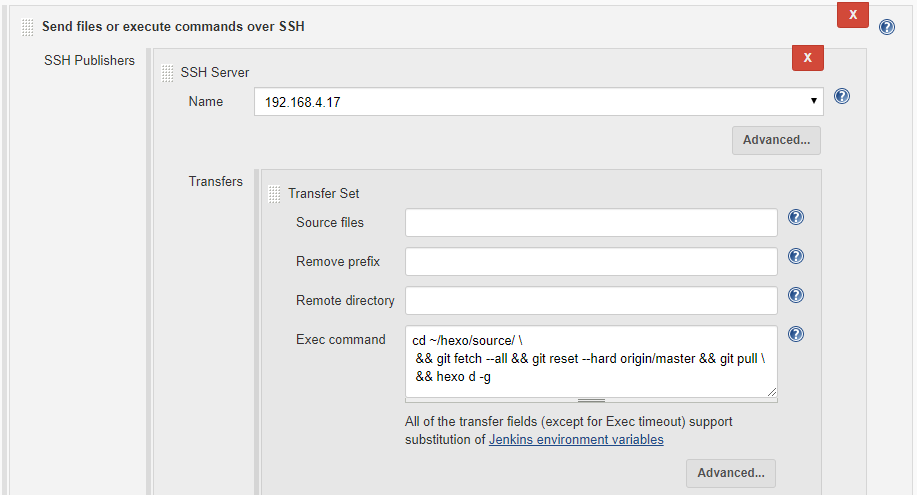 Send files or execute commands over SSH
X
?
SSH Publishers
X
SSH Server
Name
192.168.4.17
?
Advanced...
Transfers
Transfer Set
Source files
?
Remove prefix
?
Remote directory
?
Exec command
cd ~/hexo/source/ \
&& git fetch --all && git reset --hard origin/master && git pull \
&& hexo d -g
?
All of the transfer fields (except for Exec timeout) support
substitution of Jenkins environment variables
Advanced...